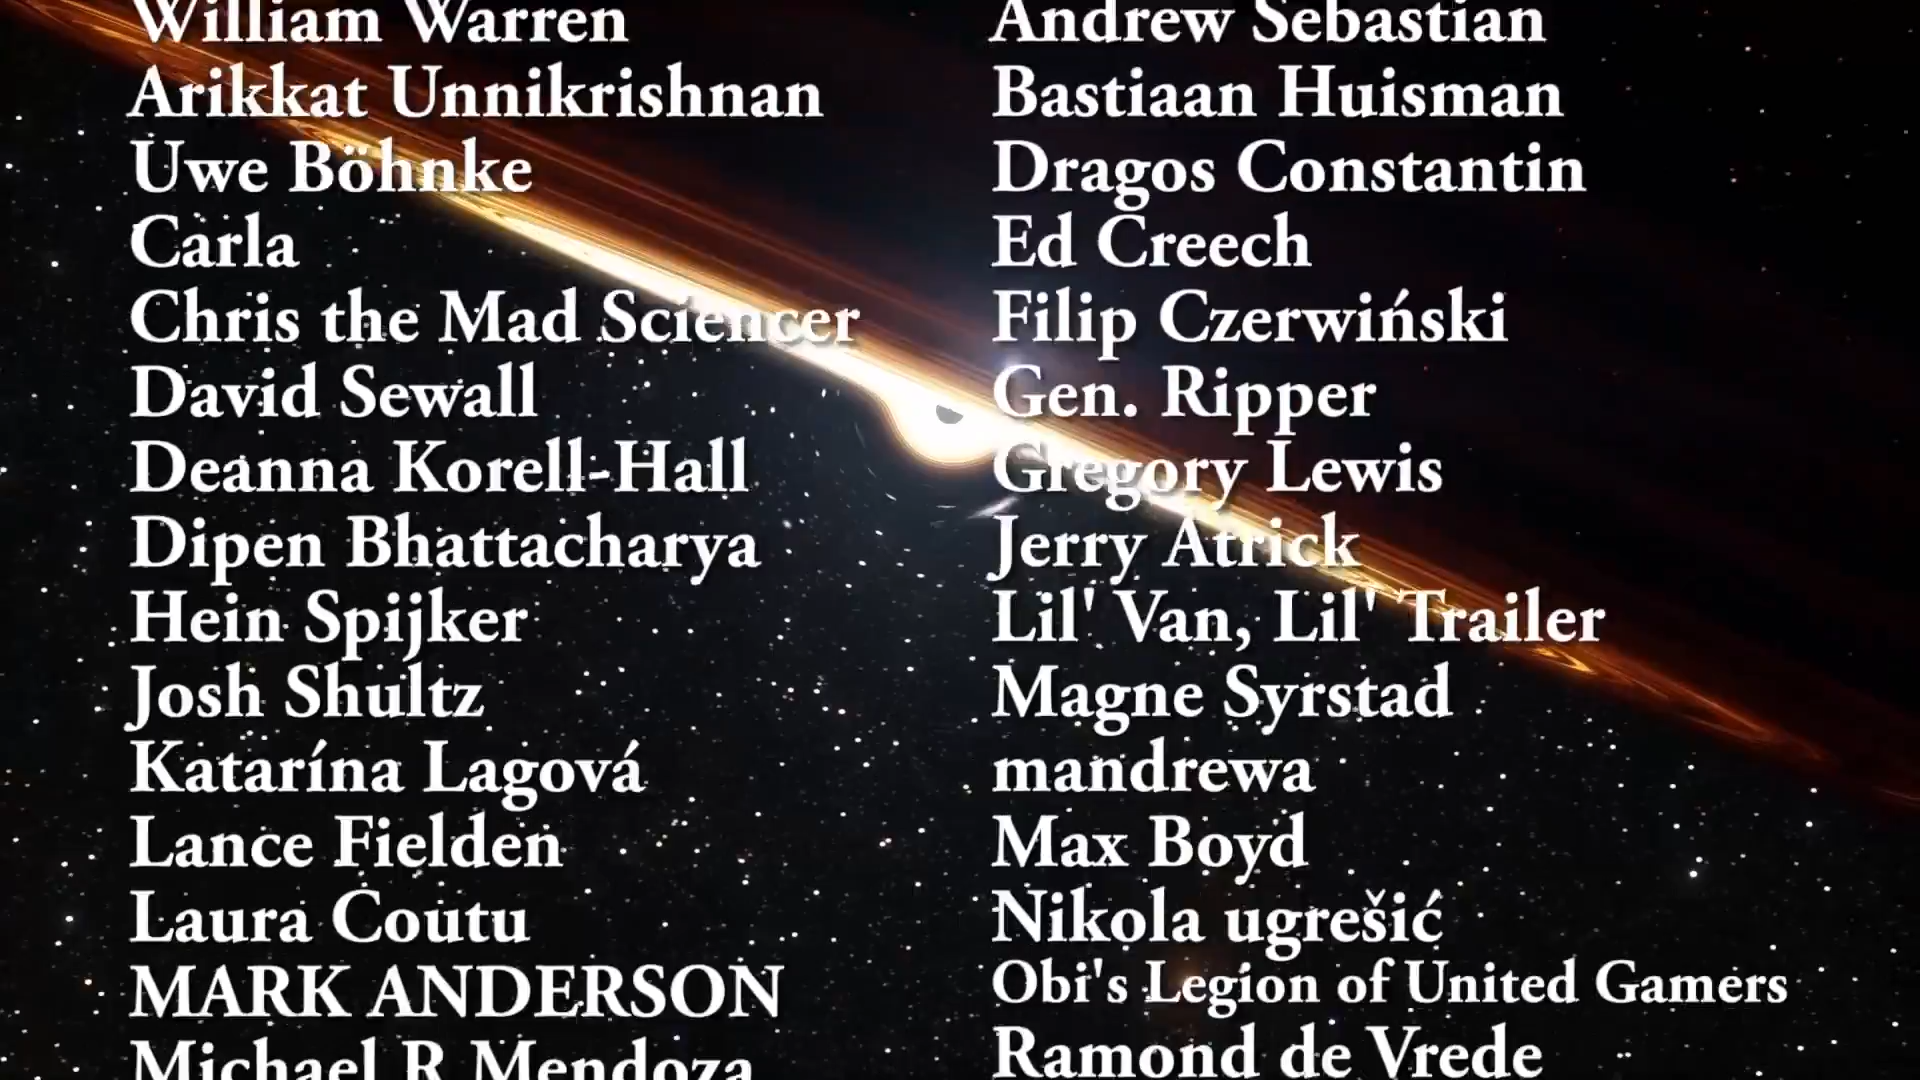 William Warren
Arikkat Unnikrishnan
Uwe Böhnke
Carla
Chris the Mad Sciencer
David Sewall
Deanna Korell-Hall
Dipen Bhattacharya
Hein Spijker
Josh Shultz
Katarína Lagová
Lance Fielden
Laura Coutu
MARK ANDERSON
Michael R Mendoza
Andrew Sebastian
Bastiaan Huisman
Dragos Constantin
Ed Creech
Filip Czerwiński
Gen. Ripper
Gregory Lewis
Jerry Atrick
Lil' Van, Lil' Trailer
Magne Syrstad
mandrewa
Max Boyd
Nikola ugrešić
Obi's Legion of United Gamers
Ramond de Vrede